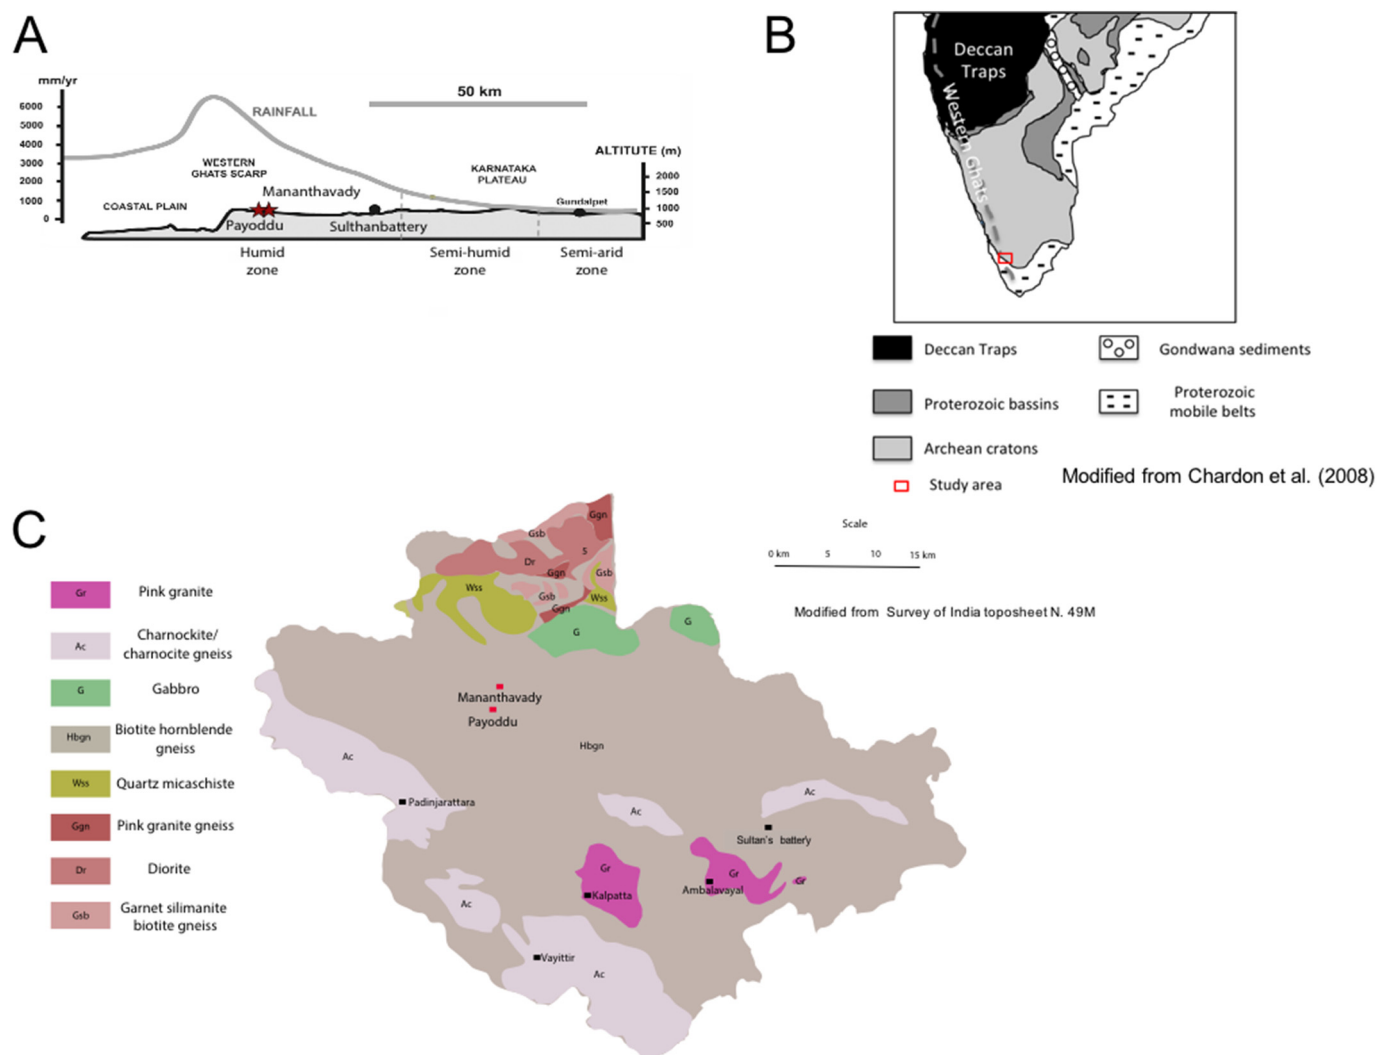 A
mm/yr
6000
5000
4000
3000
2000
1000
0
RAINFALL
50 km
WESTERN
GHATS SCARP
Mananthavady
COASTAL PLAIN
Payoddu
Sulthanbattery
KARNATAKA
PLATEAU
Gundalpet
ALTITUTE (m)
2000
1500
1000
500
Humid
zone
Semi-humid
zone
Semi-arid
zone
B
Deccan
Traps
Western Ghats
Deccan Traps
Gondwana sediments
Proterozoic bassins
Proterozoic
mobile belts
Archean cratons
Study area
Modified from Chardon et al. (2008)
C
Gr Pink granite
Ac Charnockite/
charnocite gneiss
G Gabbro
Hbgn Biotite hornblende
gneiss
Wss Quartz micaschiste
Ggn Pink granite gneiss
Dr Diorite
Gsb Garnet silimanite
biotite gneiss
Scale
0 km 5 10 15 km
Modified from Survey of India toposheet N. 49M
Ggn
Gsb
S
Dr
Ggn
Gsb
Wss
Gsb
Wss
Ggn
G
G
Mananthavady
Payoddu
Hbgn
Ac
Padinjarattara
Ac
Ac
Sultan's battery
Gr
Gr
Gr
Kalpatta
Ambalavayal
Ac
Vayittir
Ac